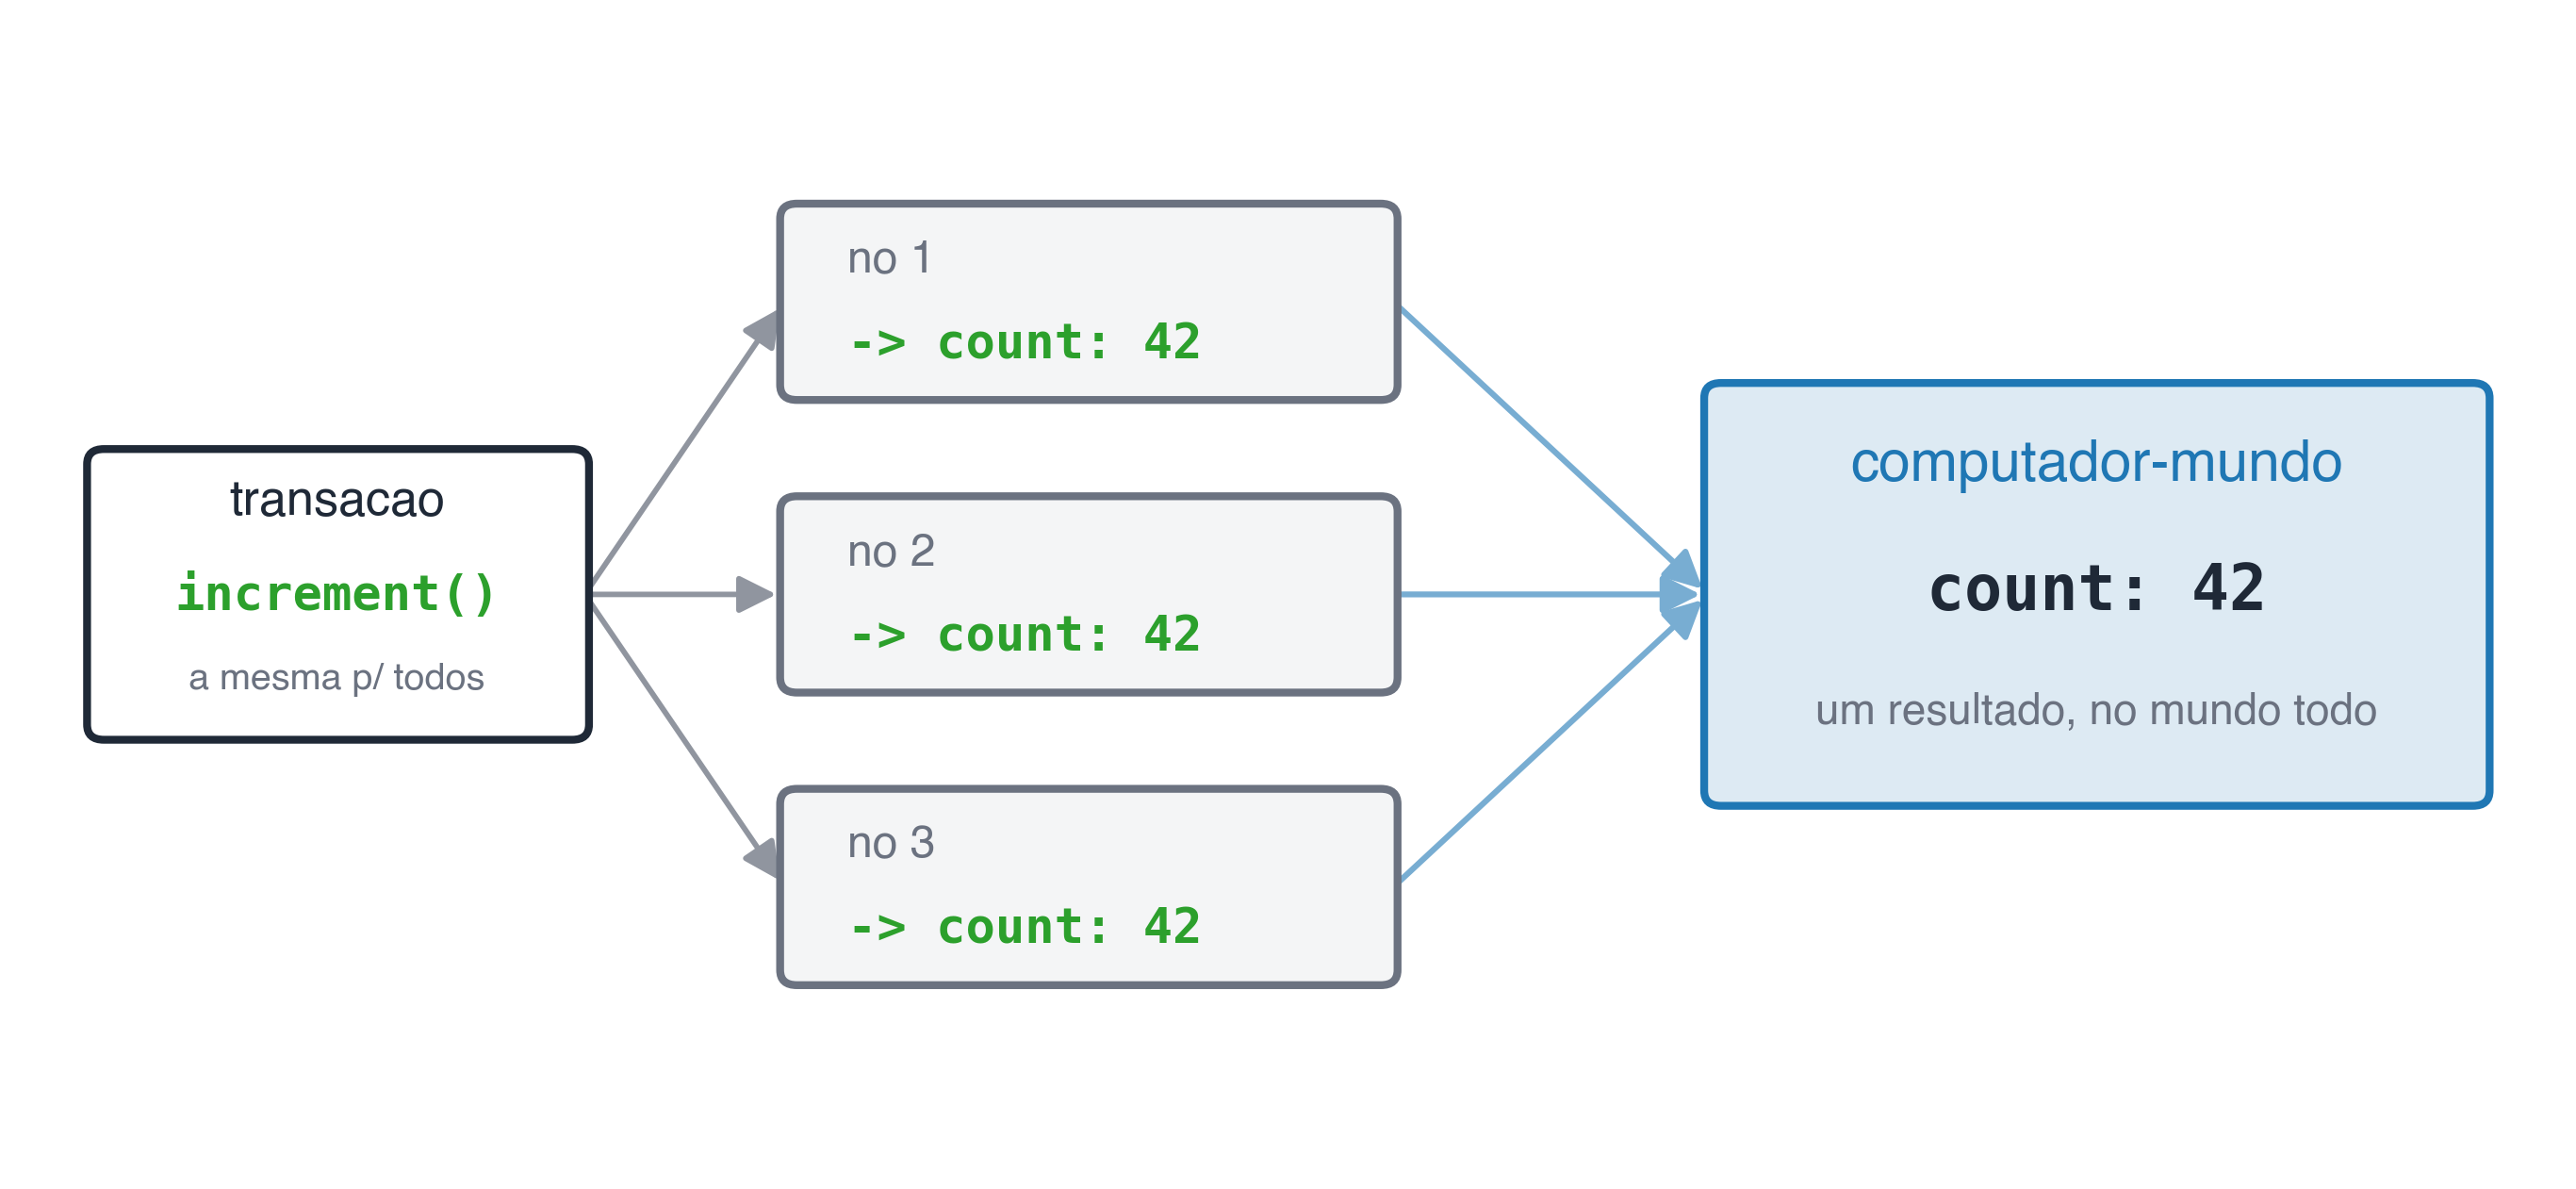 transacao
increment()
a mesma p/ todos
no 1
-> count: 42
no 2
-> count: 42
no 3
-> count: 42
computador-mundo
count: 42
um resultado, no mundo todo